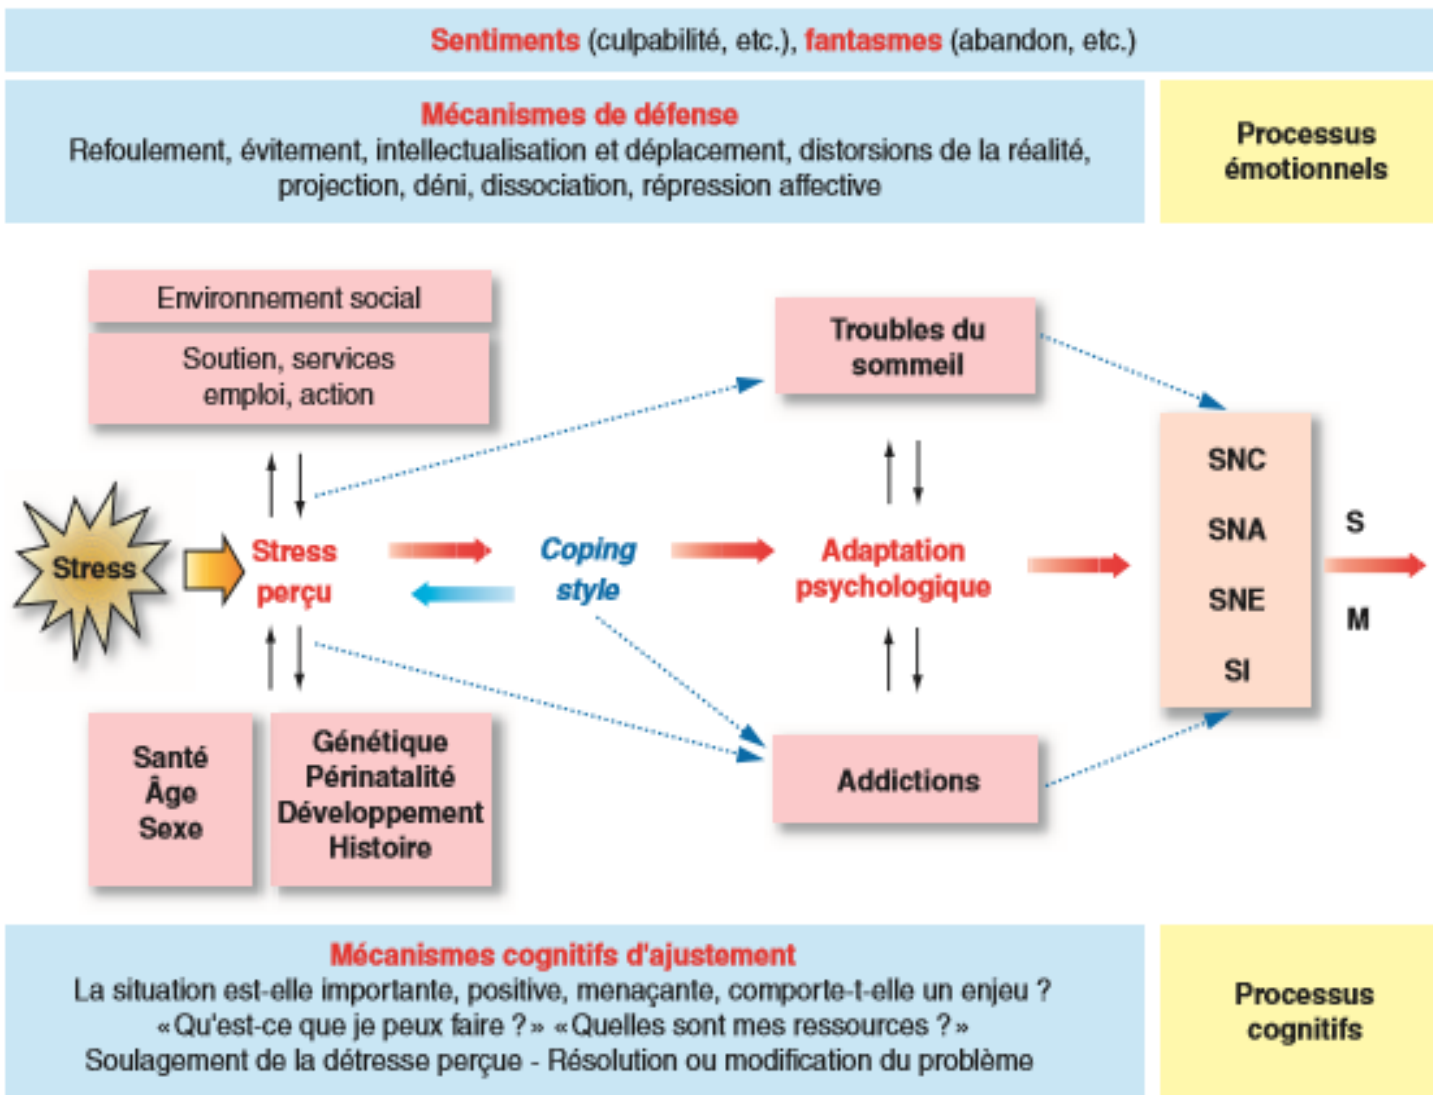 Sentiments (culpabilité, etc.), fantasmes (abandon, etc.)
Mécanismes de défense
Refoulement, évitement, intellectualisation et déplacement, distorsions de la réalité,
projection, déni, dissociation, répression affective
Processus
émotionnels
Environnement social
Soutien, services
emploi, action
Troubles du
sommeil
Stress
Stress
perçu
Coping
style
Adaptation
psychologique
SNC
SNA
SNE
SI
S
M
Santé
Âge
Sexe
Génétique
Périnatalité
Développement
Histoire
Addictions
Mécanismes cognitifs d'ajustement
La situation est-elle importante, positive, menaçante, comporte-t-elle un enjeu ?
«Qu'est-ce que je peux faire ?» «Quelles sont mes ressources ?»
Soulagement de la détresse perçue - Résolution ou modification du problème
Processus
cognitifs